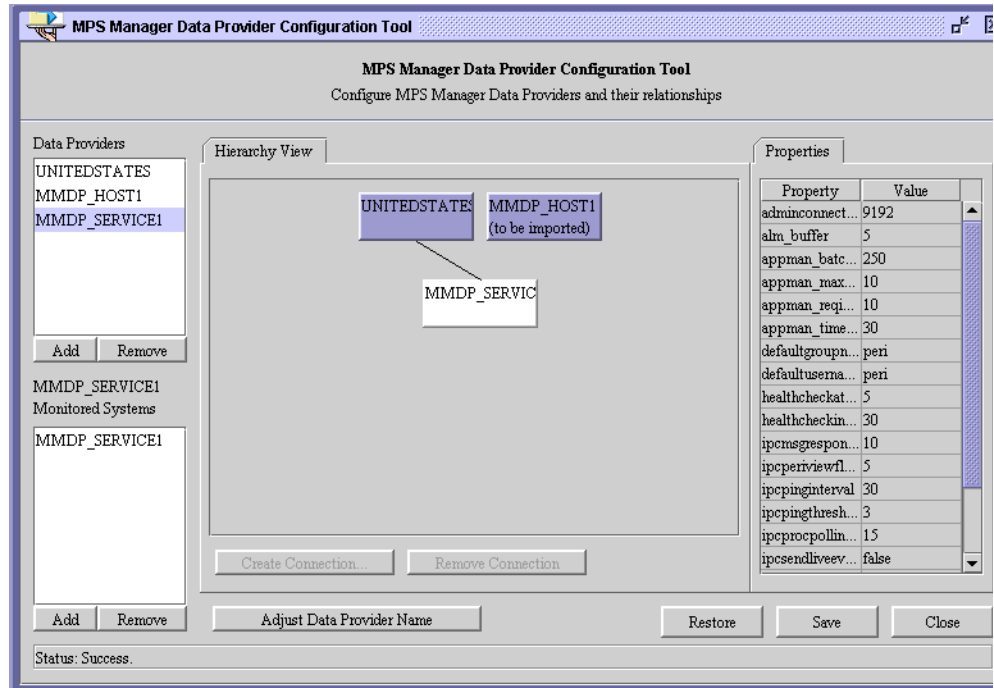 MPS Manager Data Provider Configuration Tool
MPS Manager Data Provider Configuration Tool
Configure MPS Manager Data Providers and their relationships
Data Providers
UNITEDSTATES
MMDP_HOST1
MMDP_SERVICE1
Add Remove
MMDP_SERVICE1
Monitored Systems
MMDP_SERVICE1
Add Remove
Hierarchy View
UNITEDSTATES
MMDP_HOST1
(to be imported)
MMDP_SERVIC
Create Connection... Remove Connection
Adjust Data Provider Name
Properties
Property Value
adminconnect... 9192
alm_buffer 5
appman_batc... 250
appman_max... 10
appman_reqi... 10
appman_time... 30
defaultgroupn... peri
defaultuserna... peri
healthcheckat... 5
healthcheckin... 30
ipcmsgrespon... 10
ipcperiviewfl... 5
ipcpinginterval 30
ipcpingthresh... 3
ipcprocpollin... 15
ipcsendliveev... false
Restore Save Close
Status: Success.